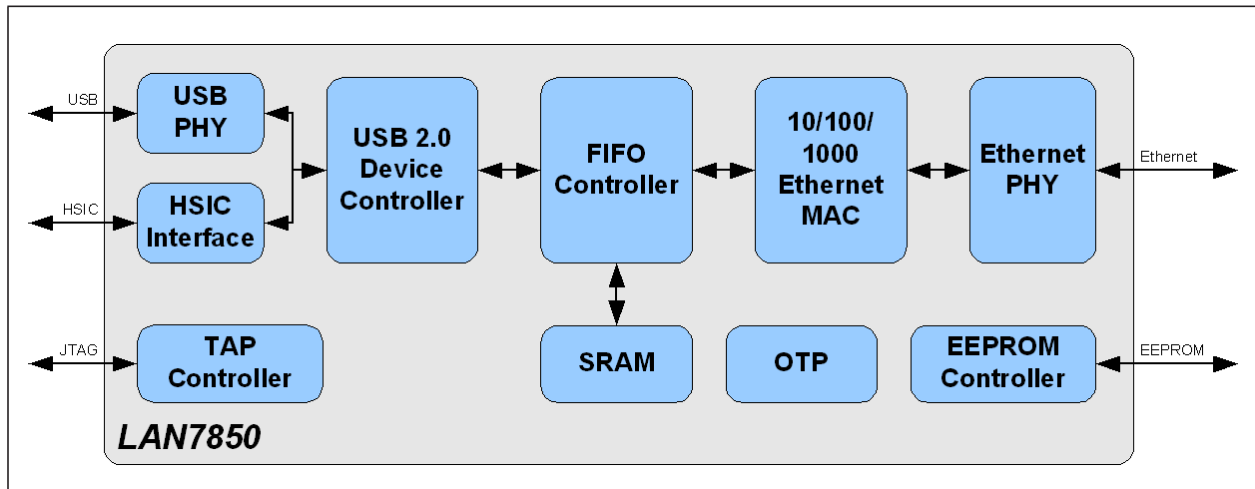 USB
USB
PHY
HSIC
HSIC
Interface
USB 2.0
Device
Controller
FIFO
Controller
10/100/
1000
Ethernet
MAC
Ethernet
PHY
Ethernet
JTAG
TAP
Controller
SRAM
OTP
EEPROM
Controller
EEPROM
LAN7850